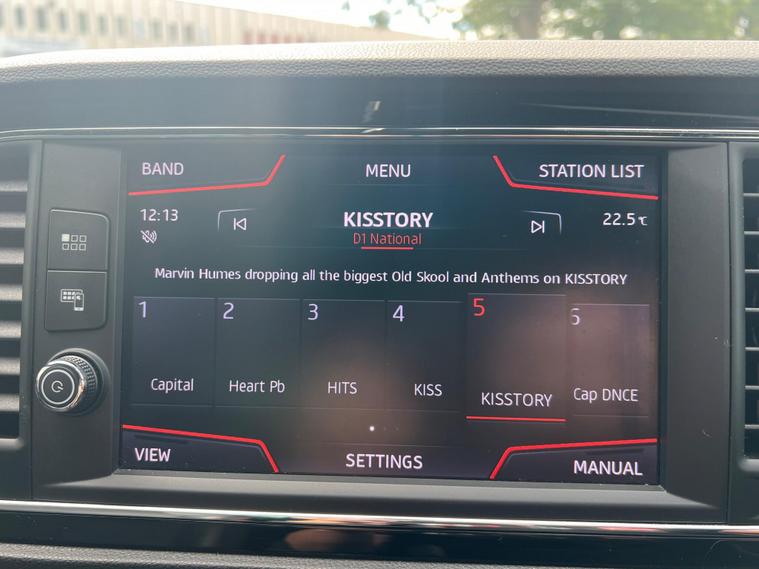 BAND
MENU
STATION LIST
12:13
KISSTORY
22.5℃
D1 National
Marvin Humes dropping all the biggest Old Skool and Anthems on KISSTORY
1
2
3
4
5
6
Capital
Heart Pb
HITS
KISS
KISSTORY
Cap DNCE
VIEW
SETTINGS
MANUAL